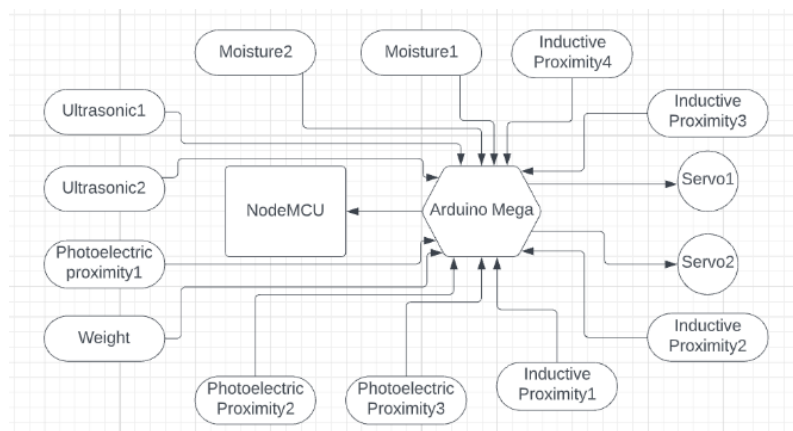 Moisture2
Moisture1
Inductive
Proximity4
Ultrasonic1
Inductive
Proximity3
Ultrasonic2
NodeMCU
Arduino Mega
Servo1
Photoelectric
proximity1
Servo2
Weight
Inductive
Proximity2
Photoelectric
Proximity2
Photoelectric
Proximity3
Inductive
Proximity1